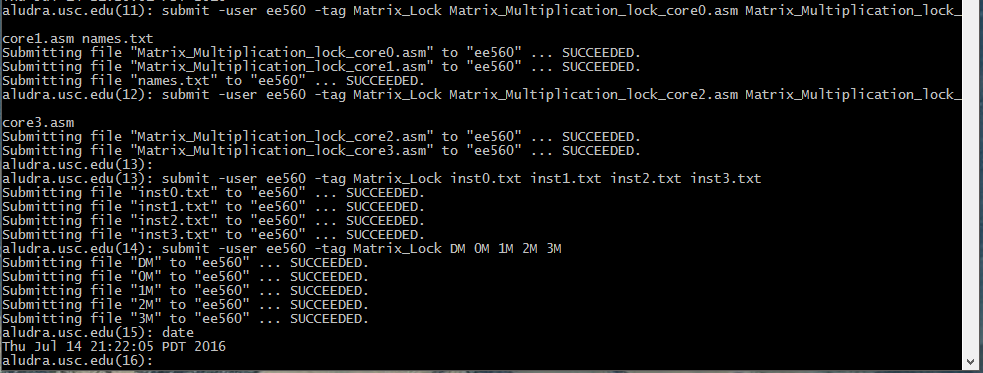 aludra.usc.edu(11): submit -user ee560 -tag Matrix_Lock Matrix_Multiplication_lock_core0.asm Matrix_Multiplication_lock_
core1.asm names.txt
Submitting file "Matrix_Multiplication_lock_core0.asm" to "ee560" ... SUCCEEDED.
Submitting file "Matrix_Multiplication_lock_core1.asm" to "ee560" ... SUCCEEDED.
Submitting file "names.txt" to "ee560" ... SUCCEEDED.
aludra.usc.edu(12): submit -user ee560 -tag Matrix_Lock Matrix_Multiplication_lock_core2.asm Matrix_Multiplication_lock_
core3.asm
Submitting file "Matrix_Multiplication_lock_core2.asm" to "ee560" ... SUCCEEDED.
Submitting file "Matrix_Multiplication_lock_core3.asm" to "ee560" ... SUCCEEDED.
aludra.usc.edu(13):
aludra.usc.edu(13): submit -user ee560 -tag Matrix_Lock inst0.txt inst1.txt inst2.txt inst3.txt
Submitting file "inst0.txt" to "ee560" ... SUCCEEDED.
Submitting file "inst1.txt" to "ee560" ... SUCCEEDED.
Submitting file "inst2.txt" to "ee560" ... SUCCEEDED.
Submitting file "inst3.txt" to "ee560" ... SUCCEEDED.
aludra.usc.edu(14): submit -user ee560 -tag Matrix_Lock DM 0M 1M 2M 3M
Submitting file "DM" to "ee560" ... SUCCEEDED.
Submitting file "0M" to "ee560" ... SUCCEEDED.
Submitting file "1M" to "ee560" ... SUCCEEDED.
Submitting file "2M" to "ee560" ... SUCCEEDED.
Submitting file "3M" to "ee560" ... SUCCEEDED.
aludra.usc.edu(15): date
Thu Jul 14 21:22:05 PDT 2016
aludra.usc.edu(16):